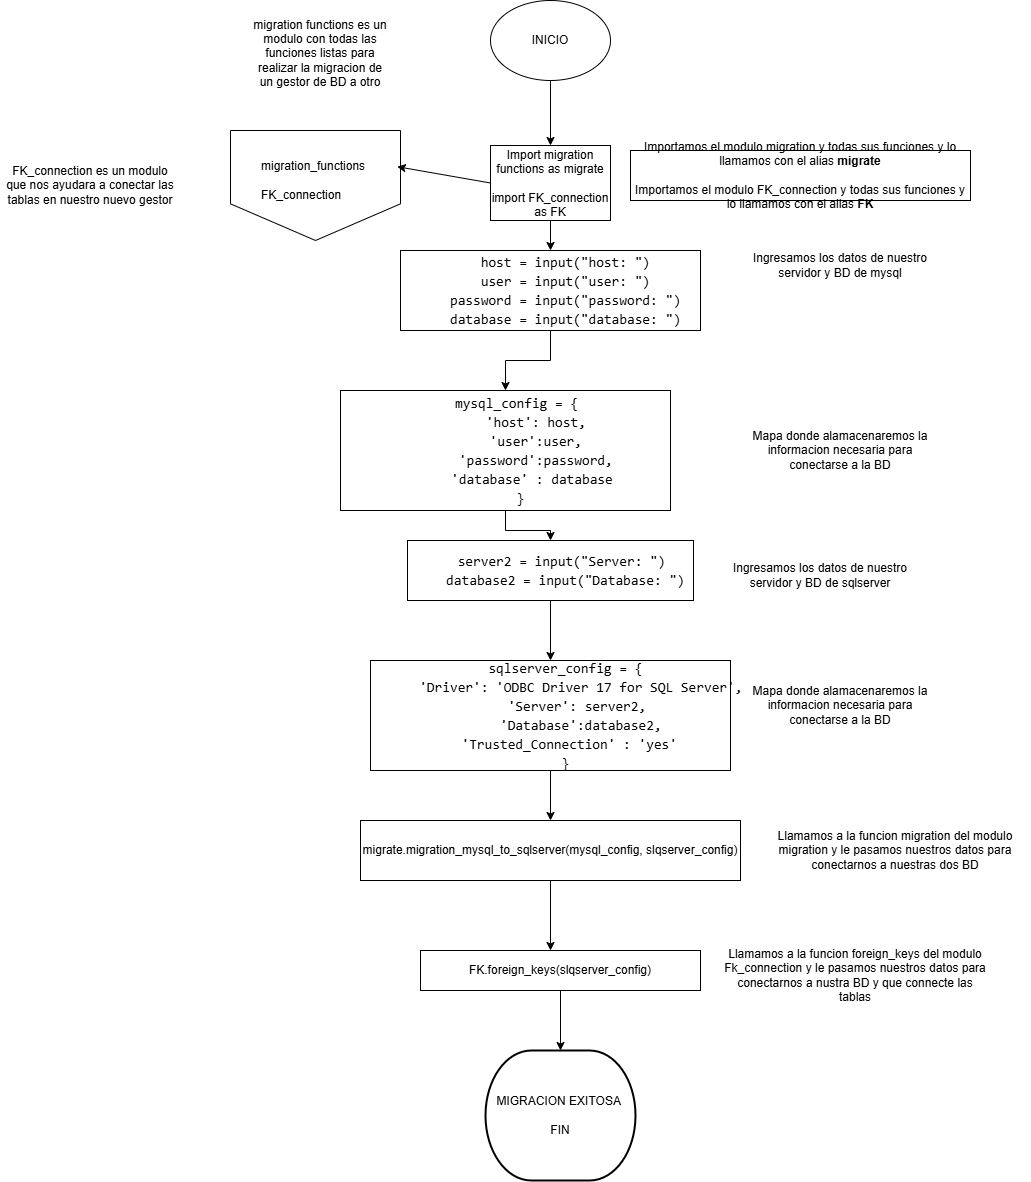 migration functions es un
modulo con todas las
funciones listas para
realizar la migracion de
un gestor de BD a otro
INICIO
FK_connection es un modulo
que nos ayudara a conectar las
tablas en nuestro nuevo gestor
migration_functions
FK_connection
Import migration
functions as migrate
import FK_connection
as FK
Importamos el modulo migration y todas sus funciones y lo
llamamos con el alias migrate
Importamos el modulo FK_connection y todas sus funciones y
lo llamamos con el alias FK
host = input("host: ")
user = input("user: ")
password = input("password: ")
database = input("database: ")
Ingresamos los datos de nuestro
servidor y BD de mysql
mysql_config = {
'host': host,
'user':user,
'password':password,
'database' : database
}
Mapa donde alamacenaremos la
informacion necesaria para
conectarse a la BD
server2 = input("Server: ")
database2 = input("Database: ")
Ingresamos los datos de nuestro
servidor y BD de sqlserver
sqlserver_config = {
'Driver': 'ODBC Driver 17 for SQL Server',
'Server': server2,
'Database':database2,
'Trusted_Connection' : 'yes'
}
Mapa donde alamacenaremos la
informacion necesaria para
conectarse a la BD
migrate.migration_mysql_to_sqlserver(mysql_config, slqserver_config)
Llamamos a la funcion migration del modulo
migration y le pasamos nuestros datos para
conectarnos a nuestras dos BD
FK.foreign_keys(slqserver_config)
Llamamos a la funcion foreign_keys del modulo
Fk_connection y le pasamos nuestros datos para
conectarnos a nustra BD y que connecte las
tablas
MIGRACION EXITOSA
FIN